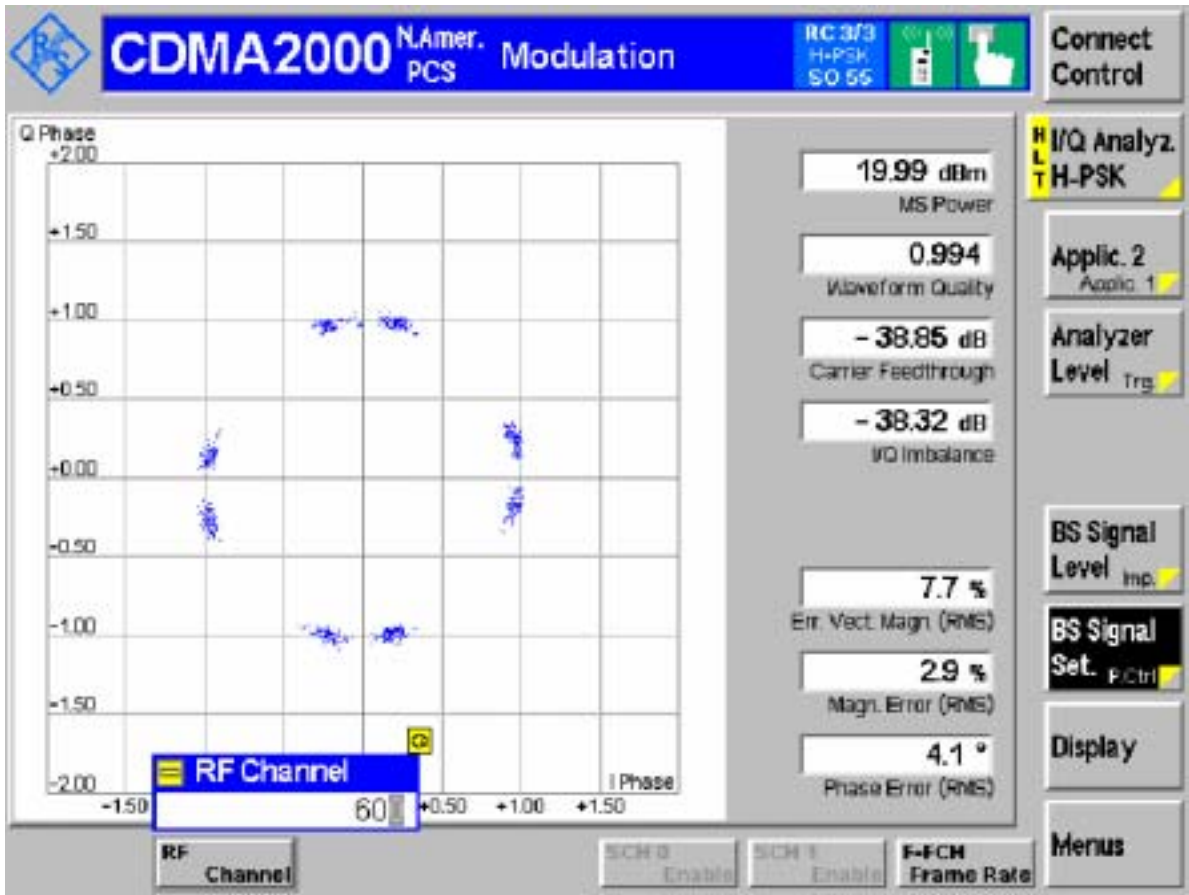 R&S
CDMA2000 N.Amer. PCS Modulation
RC 3/3
H-PSK
SO 55
Connect Control
HLT
I/Q Analyz. H-PSK
Applic. 2
Applic. 1
Analyzer Level Trg.
BS Signal Level Imp.
BS Signal Set. P.Ctrl
Display
Menus
Q Phase
+2.00
+1.50
+1.00
+0.50
+0.00
-0.50
-1.00
-1.50
-2.00
I Phase
-1.50
+0.50
+1.00
+1.50
19.99 dBm
MS Power
0.994
Waveform Quality
- 38.85 dB
Carrier Feedthrough
- 38.32 dB
I/Q Imbalance
7.7 %
Err. Vect. Magn. (RMS)
2.9 %
Magn. Error (RMS)
4.1 °
Phase Error (RMS)
RF Channel
60
RF Channel
SCH 0 Enable
SCH 1 Enable
F-FCH Frame Rate